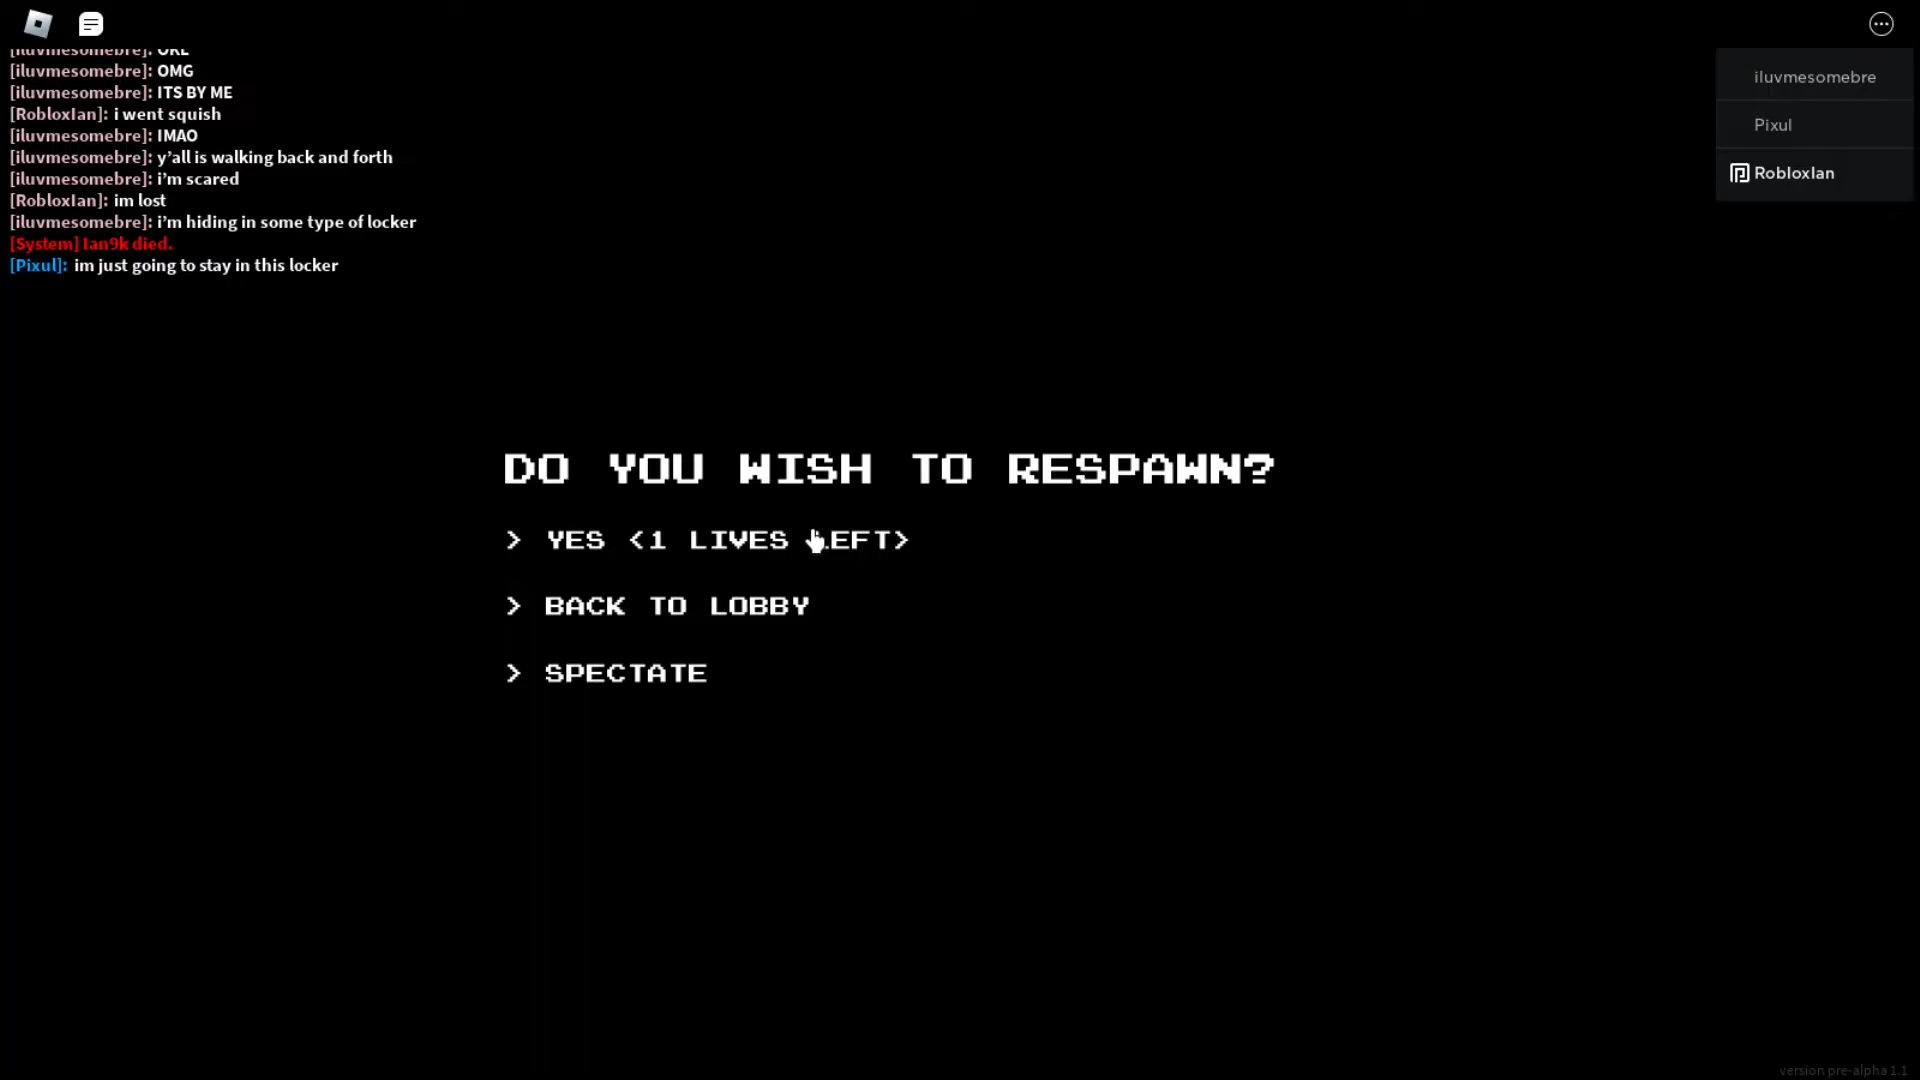 [iluvmesomebre]: OKE
[iluvmesomebre]: OMG
[iluvmesomebre]: ITS BY ME
[RobloxIan]: i went squish
[iluvmesomebre]: lMAO
[iluvmesomebre]: y’all is walking back and forth
[iluvmesomebre]: i’m scared
[RobloxIan]: im lost
[iluvmesomebre]: i’m hiding in some type of locker
[System] Ian9k died.
[Pixul]: im just going to stay in this locker
iluvmesomebre
Pixul
RobloxIan
DO YOU WISH TO RESPAWN?
> YES <1 LIVES LEFT>
> BACK TO LOBBY
> SPECTATE
version pre-alpha 1.1